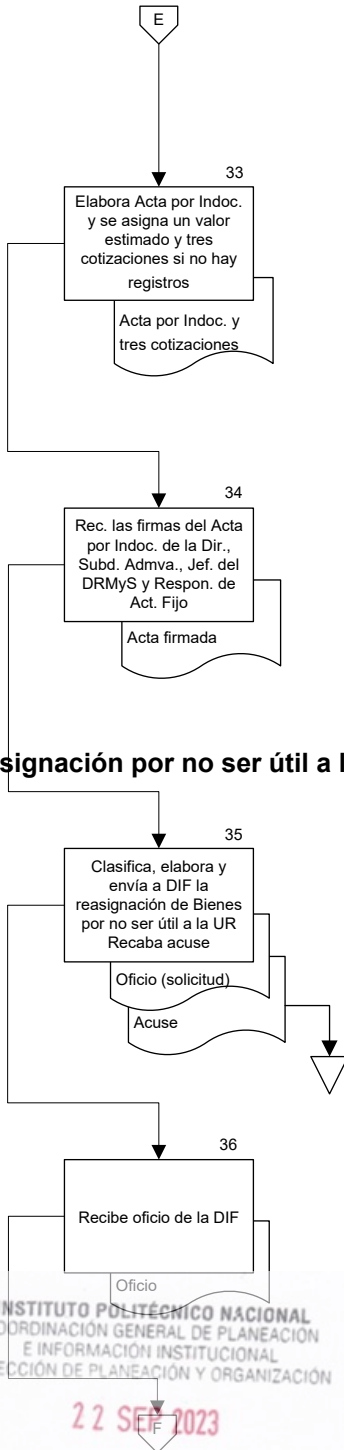 E
33
Elabora Acta por Indoc.
y se asigna un valor
estimado y tres
cotizaciones si no hay
registros
Acta por Indoc. y
tres cotizaciones
34
Rec. las firmas del Acta
por Indoc. de la Dir.,
Subd. Admva., Jef. del
DRMyS y Respon. de
Act. Fijo
Acta firmada
signación por no ser útil a l
35
Clasifica, elabora y
envía a DIF la
reasignación de Bienes
por no ser útil a la UR
Recaba acuse
Oficio (solicitud)
Acuse
36
Recibe oficio de la DIF
Oficio
INSTITUTO POLITÉCNICO NACIONAL
COORDINACIÓN GENERAL DE PLANEACIÓN
E INFORMACIÓN INSTITUCIONAL
ECCIÓN DE PLANEACIÓN Y ORGANIZACIÓN
22 SEP 2023
F